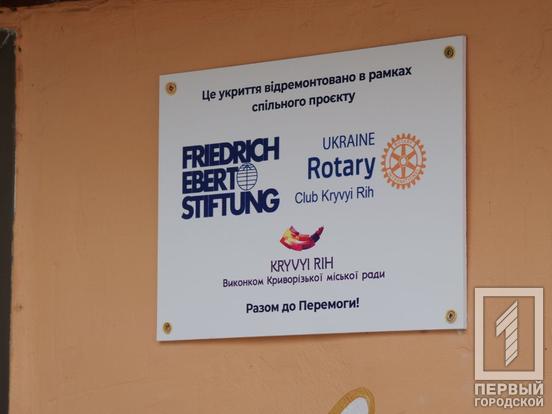 Це укриття відремонтовано в рамках
спільного проєкту
FRIEDRICH
EBERT
STIFTUNG
UKRAINE
Rotary
Club Kryvyi Rih
KRYVYI RIH
Виконком Криворізької міської ради
Разом до Перемоги!
1
ПЕРВЫЙ
ГОРОДСКОЙ